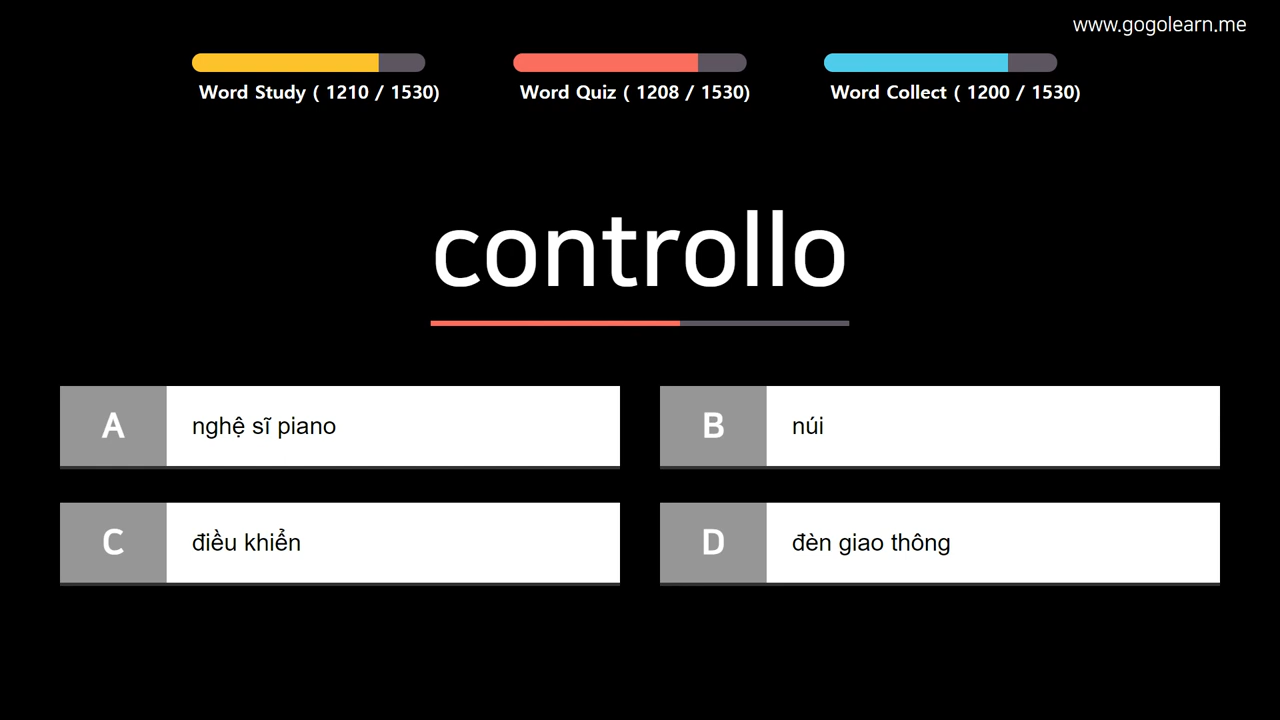 www.gogolearn.me
Word Study ( 1210 / 1530)
Word Quiz ( 1208 / 1530)
Word Collect ( 1200 / 1530)
controllo
A nghệ sĩ piano
B núi
C điều khiển
D đèn giao thông